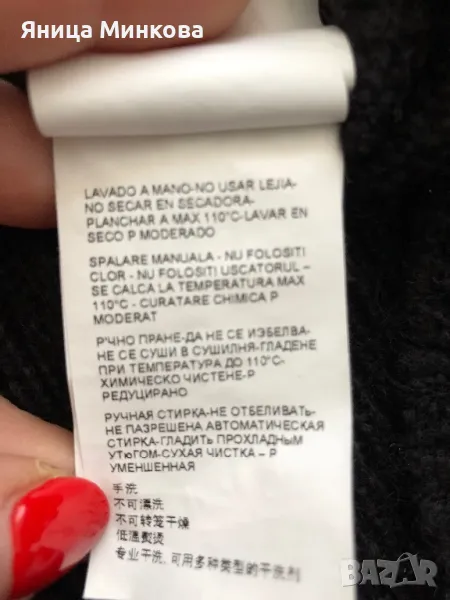 Яница Минкова
LAVADO A MANO-NO USAR LEJIA-
NO SECAR EN SECADORA-
PLANCHAR A MAX 110°C-LAVAR EN
SECO P MODERADO
SPALARE MANUALA - NU FOLOSITI
CLOR - NU FOLOSITI USCATORUL –
SE CALCA LA TEMPERATURA MAX
110°C - CURATARE CHIMICA P
MODERAT
Р'ЧНО ПРАНЕ-ДА НЕ СЕ ИЗБЕЛВА-
НЕ СЕ СУШИ В СУШИЛНЯ-ГЛАДЕНЕ
ПРИ ТЕМПЕРАТУРА ДО 110°C-
ХИМИЧЕСКО ЧИСТЕНЕ-P
РЕДУЦИРАНО
РУЧНАЯ СТИРКА-НЕ ОТБЕЛИВАТЬ-
НЕ РАЗРЕШЕНА АВТОМАТИЧЕСКАЯ
СТИРКА-ГЛАДИТЬ ПРОХЛАДНЫМ
УТюГОМ-СУХАЯ ЧИСТКА – P
УМЕНШЕННАЯ
手洗
不可漂洗
不可转笼干燥
低温熨烫
专业干洗,可用多种类型的干洗剂
BAZAR